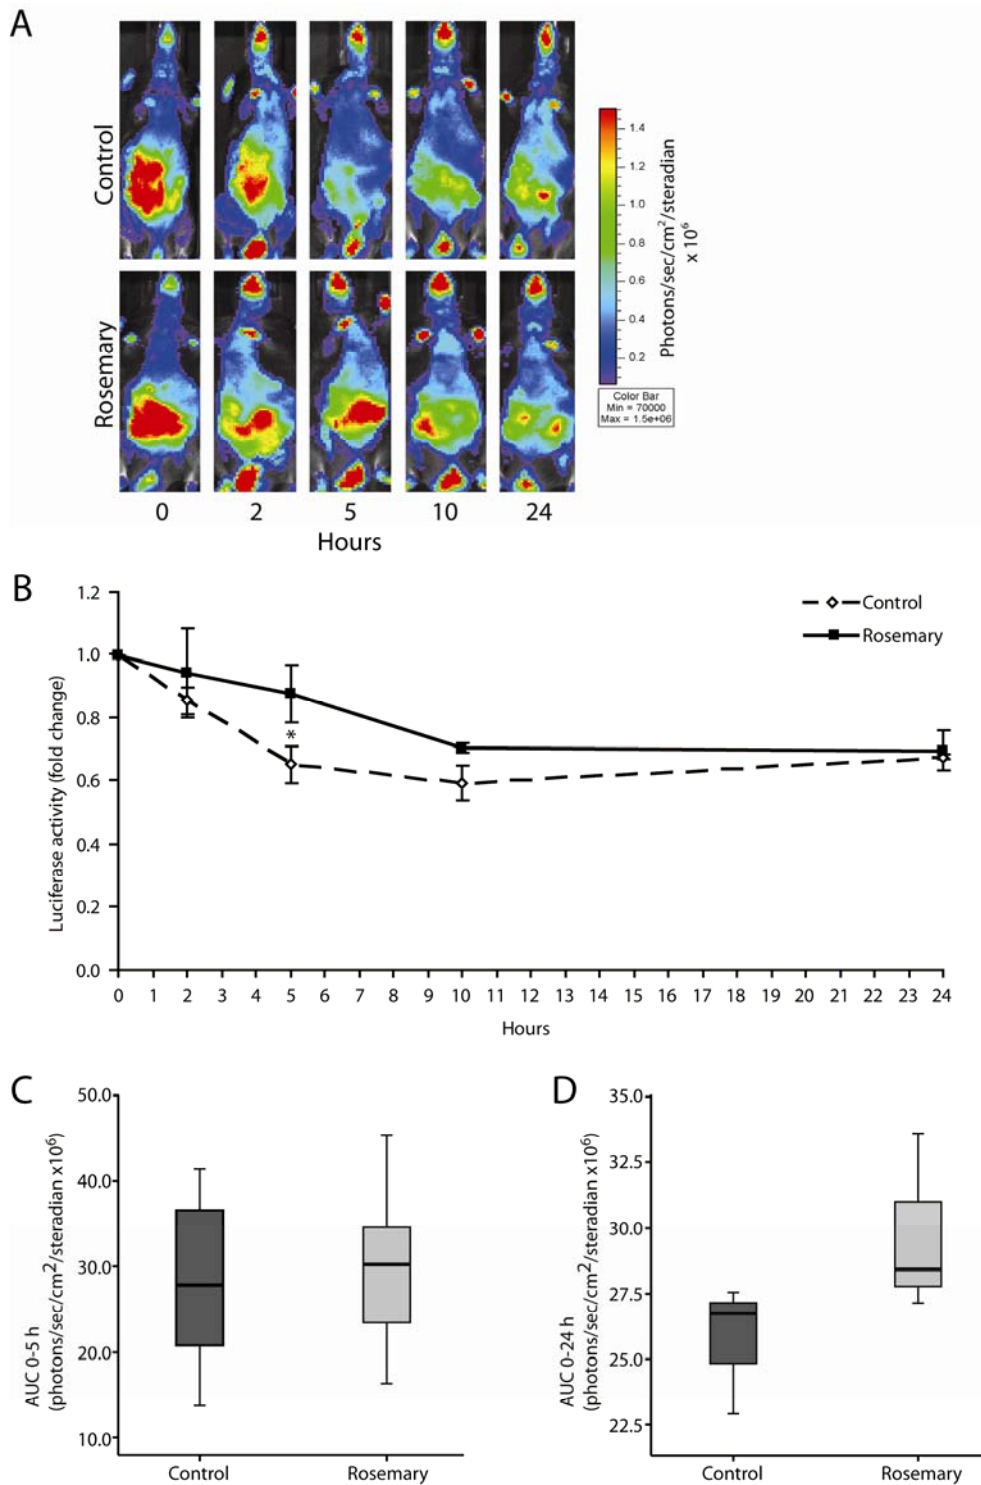 A
Control
Rosemary
0 2 5 10 24
Hours
1.4
1.2
1.0
0.8
0.6
0.4
0.2
Photons/sec/cm²/steradian
x 10⁶
Color Bar
Min = 70000
Max = 1.5e+06
B
Control
Rosemary
Luciferase activity (fold change)
1.2
1.0
0.8
0.6
0.4
0.2
0.0
*
0 1 2 3 4 5 6 7 8 9 10 11 12 13 14 15 16 17 18 19 20 21 22 23 24
Hours
C
AUC 0-5 h
(photons/sec/cm²/steradian x10⁶)
50.0
40.0
30.0
20.0
10.0
Control Rosemary
D
AUC 0-24 h
(photons/sec/cm²/steradian x10⁶)
35.0
32.5
30.0
27.5
25.0
22.5
Control Rosemary